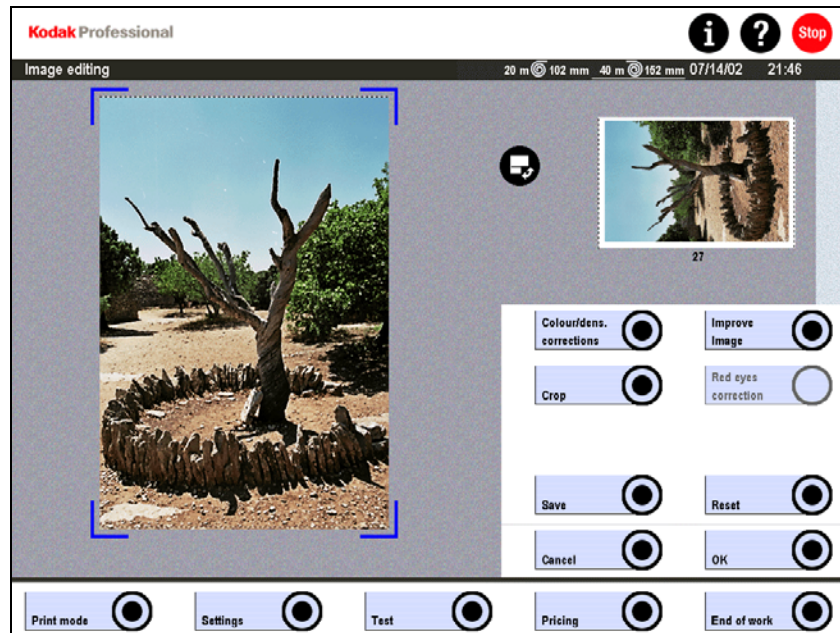 Kodak Professional
i ? Stop
Image editing 20 m 102 mm 40 m 152 mm 07/14/02 21:46
27
Colour/dens.
corrections
Improve
Image
Crop
Red eyes
correction
Save
Reset
Cancel
OK
Print mode
Settings
Test
Pricing
End of work